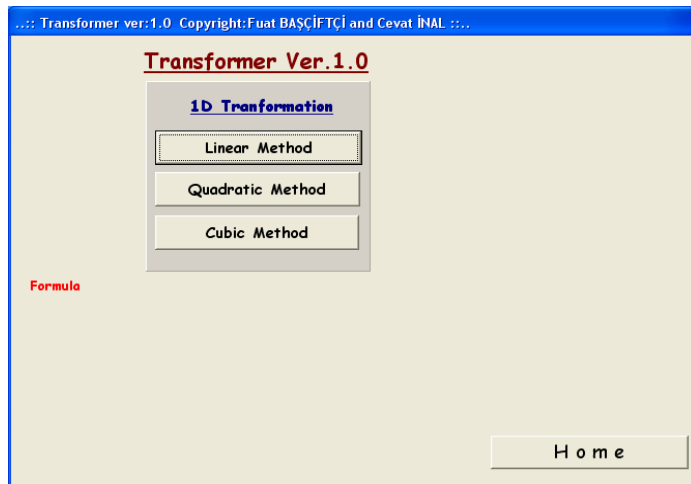 ..:: Transformer ver:1.0 Copyright:Fuat BAŞÇİFTÇİ and Cevat İNAL ::..
Transformer Ver.1.0
1D Tranformation
Linear Method
Quadratic Method
Cubic Method
Formula
Home